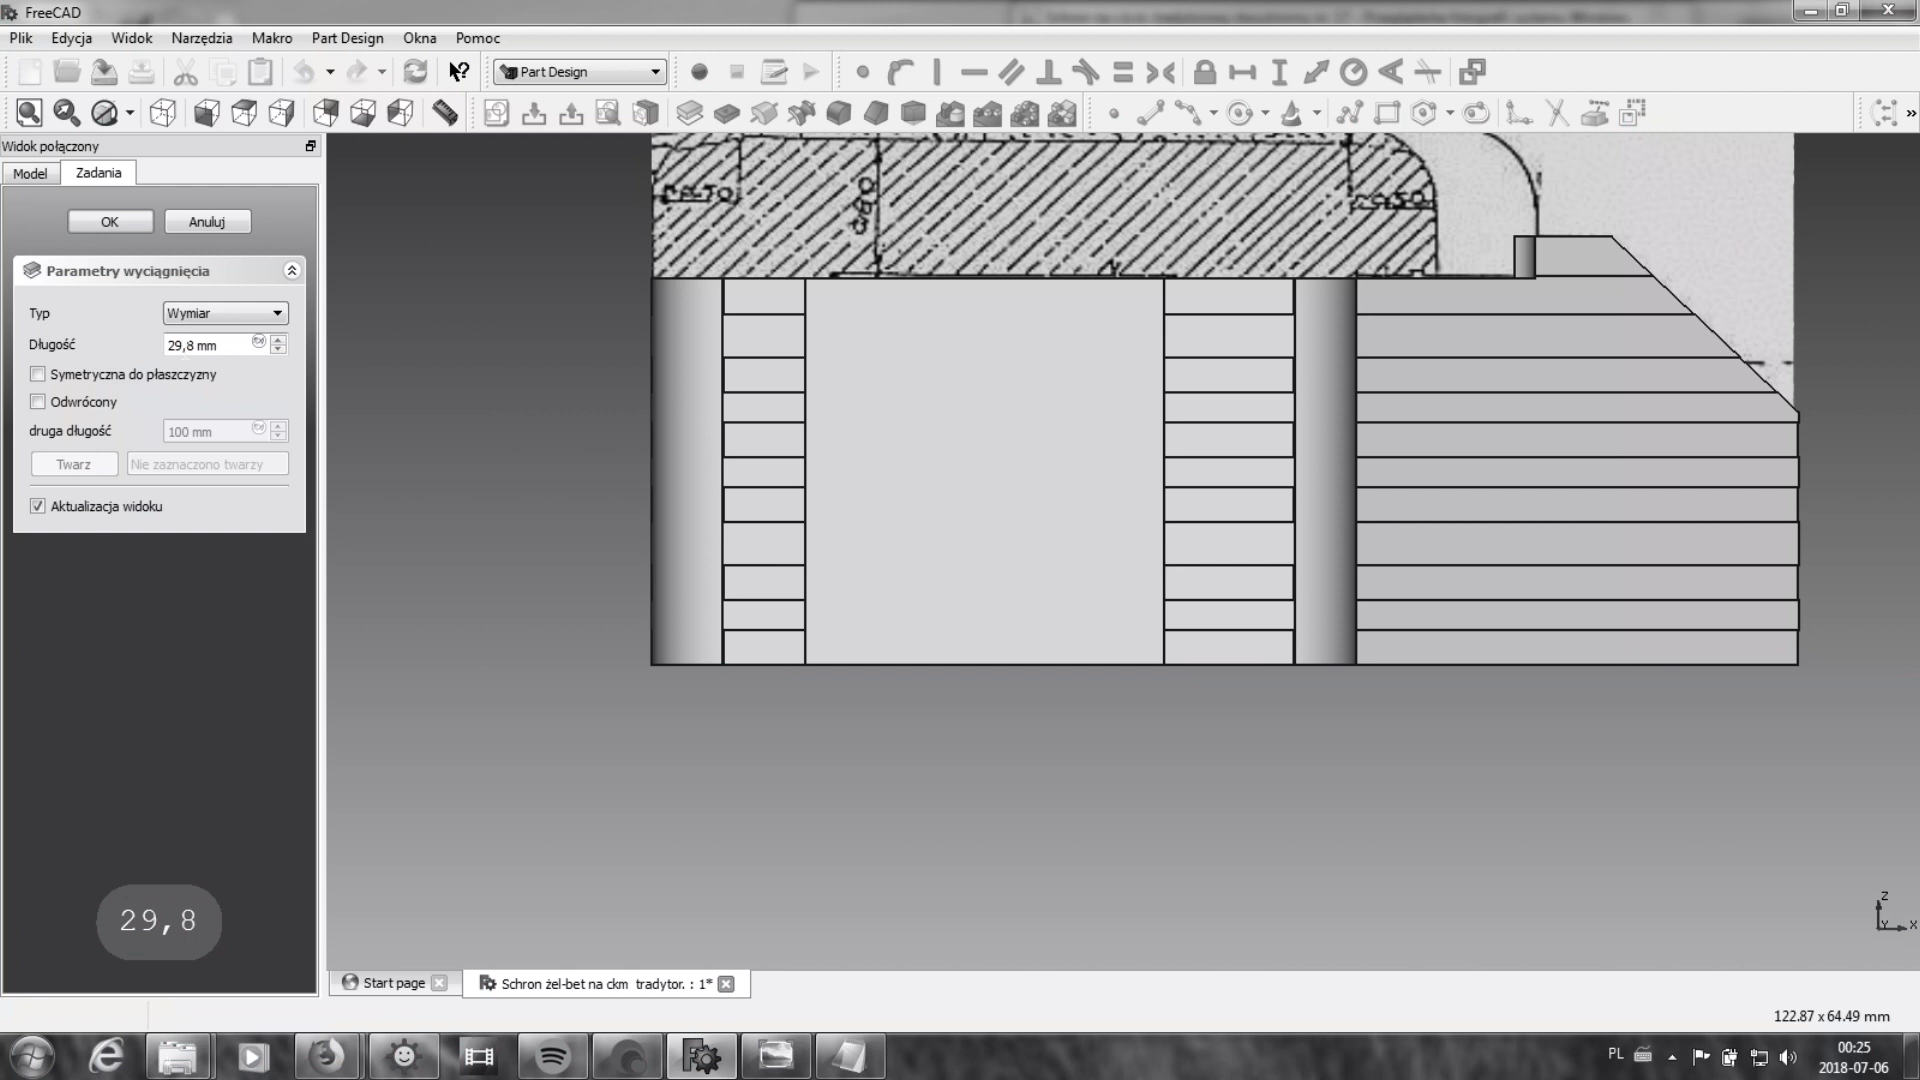 FreeCAD
Plik Edycja Widok Narzędzia Makro Part Design Okna Pomoc
Part Design
Widok połączony
Model Zadania
OK Anuluj
Parametry wyciągnięcia
Typ Wymiar
Długość 29,8 mm
Symetryczna do płaszczyzny
Odwrócony
druga długość 100 mm
Twarz Nie zaznaczono twarzy
Aktualizacja widoku
29,8
Z
Y X
Start page Schron żel-bet na ckm tradytor. : 1*
122.87 x 64.49 mm
PL 00:25
2018-07-06